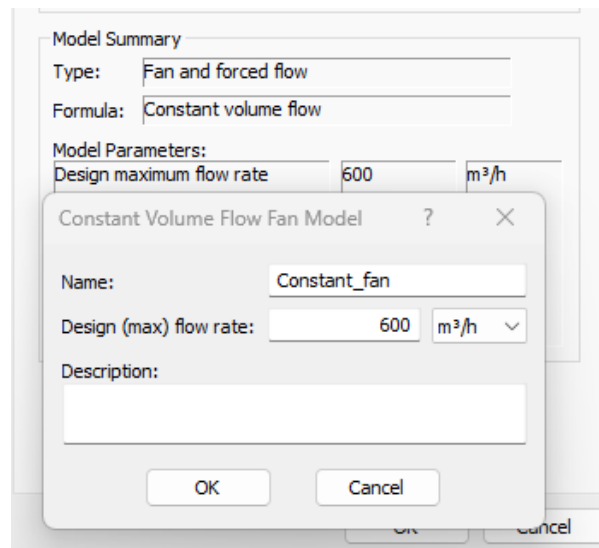 Model Summary
Type: Fan and forced flow
Formula: Constant volume flow
Model Parameters:
Design maximum flow rate 600 m³/h
Constant Volume Flow Fan Model ? ×
Name: Constant_fan
Design (max) flow rate: 600 m³/h
Description:
OK Cancel
OK Cancel